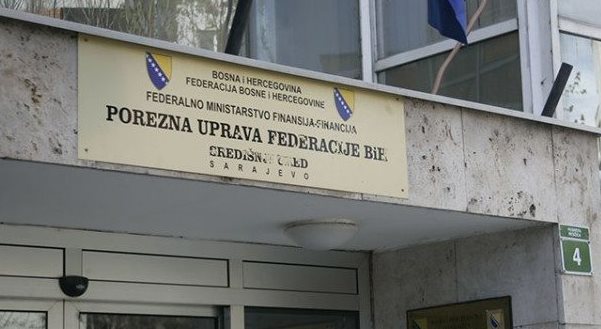 BOSNA I HERCEGOVINA
FEDERACIJA BOSNE I HERCEGOVINE
FEDERALNO MINISTARSTVO FINANSIJA-FINANCIJA
POREZNA UPRAVA FEDERACIJE BiH
SREDIŠNJI URED
SARAJEVO
4